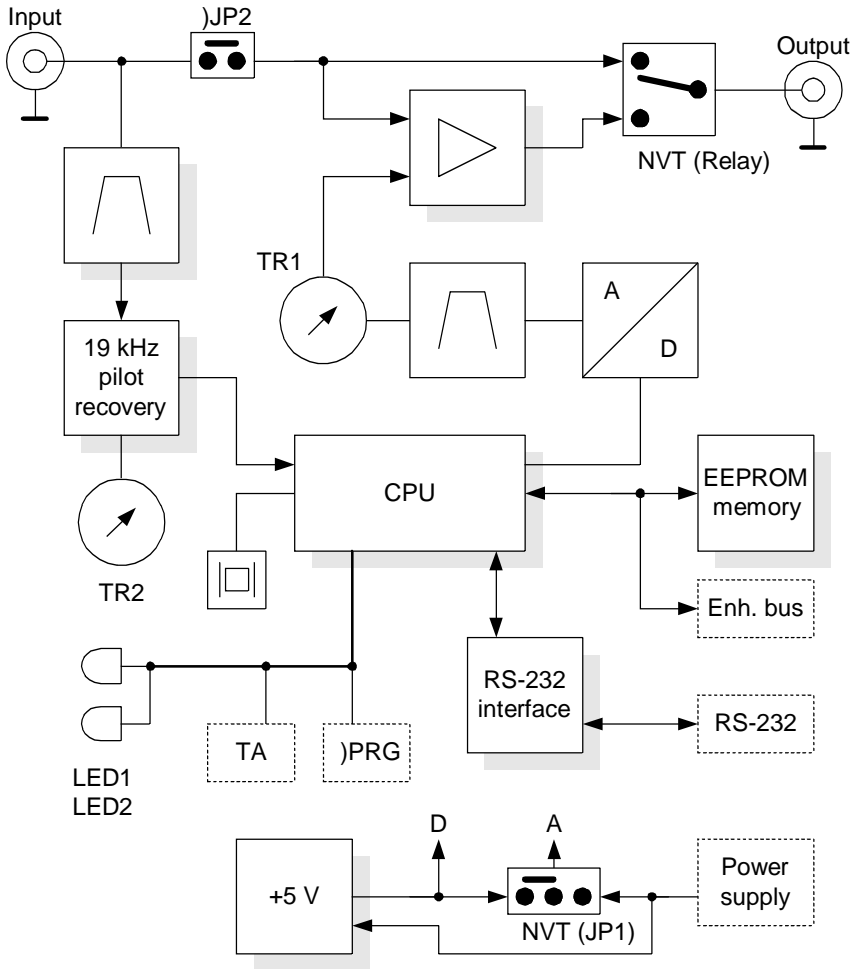 Input
)JP2
Output
NVT (Relay)
TR1
A
D
19 kHz
pilot
recovery
CPU
EEPROM
memory
TR2
Enh. bus
RS-232
interface
RS-232
TA
)PRG
LED1
LED2
D
A
+5 V
Power
supply
NVT (JP1)